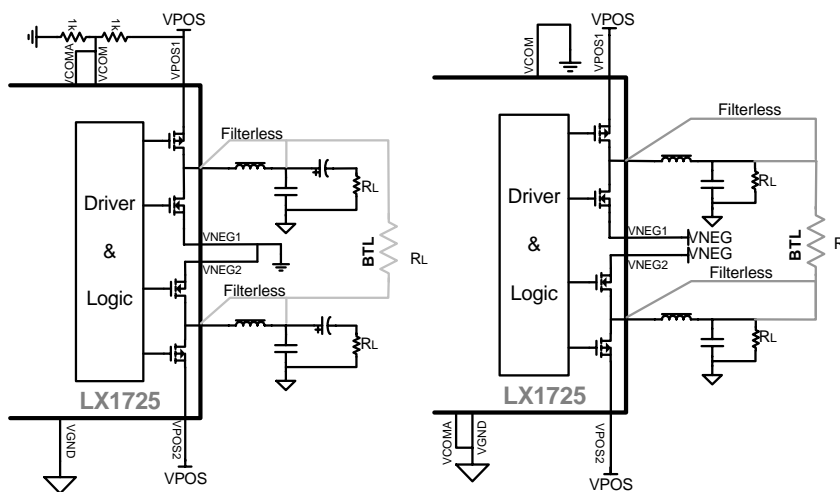 1k
1k
VPOS
VCOMA
VCOM
VPOS1
Filterless
RL
Driver
&
Logic
VNEG1
VNEG2
BTL
RL
Filterless
RL
LX1725
VGND
VPOS2
VPOS
VPOS
VCOM
VPOS1
Filterless
RL
Driver
&
Logic
VNEG1
VNEG
VNEG2
VNEG
BTL
R
Filterless
RL
LX1725
VCOMA
VGND
VPOS2
VPOS